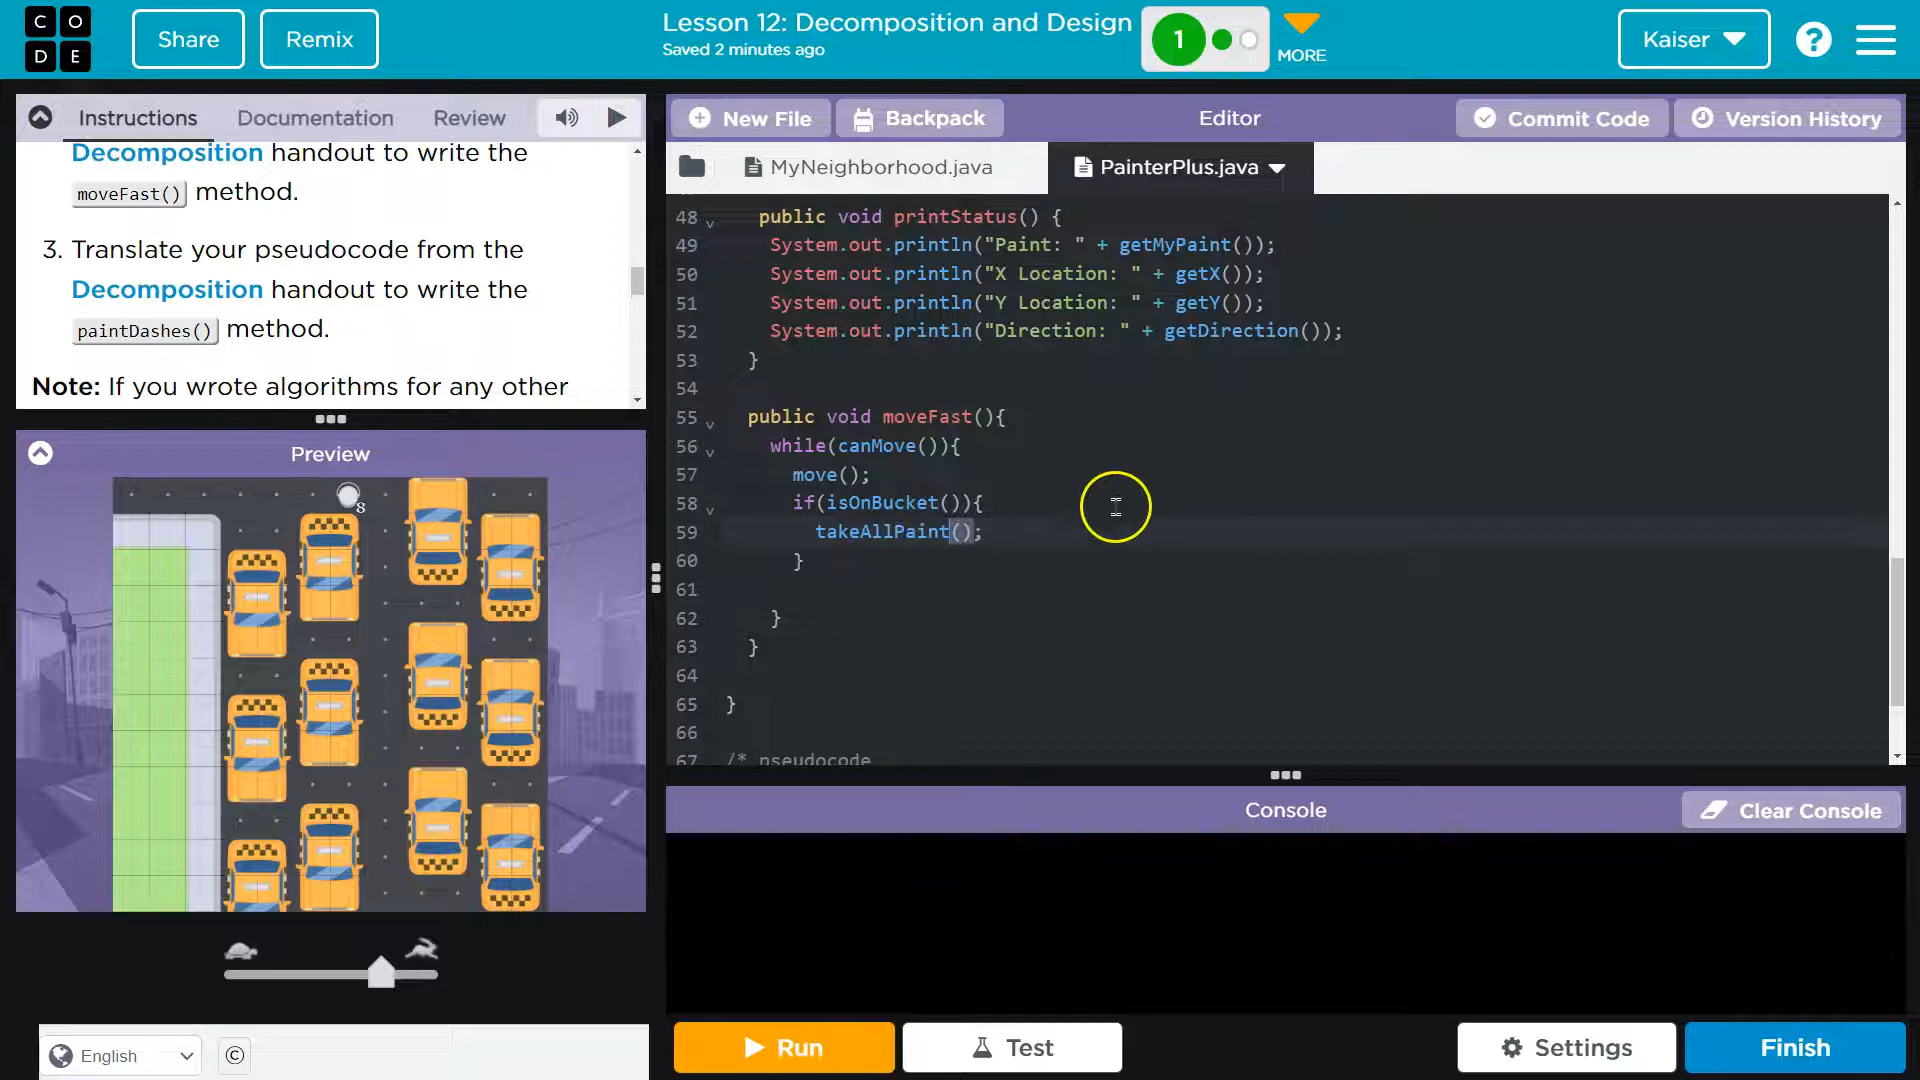 C O
D E
Share
Remix
Lesson 12: Decomposition and Design
Saved 2 minutes ago
1
MORE
Kaiser
?
Instructions
Documentation
Review
Decomposition handout to write the
moveFast() method.
3. Translate your pseudocode from the
Decomposition handout to write the
paintDashes() method.
Note: If you wrote algorithms for any other
Preview
8
English
©
New File
Backpack
Editor
Commit Code
Version History
MyNeighborhood.java
PainterPlus.java
48 public void printStatus() {
49 System.out.println("Paint: " + getMyPaint());
50 System.out.println("X Location: " + getX());
51 System.out.println("Y Location: " + getY());
52 System.out.println("Direction: " + getDirection());
53 }
54
55 public void moveFast(){
56 while(canMove()){
57 move();
58 if(isOnBucket()){
59 takeAllPaint();
60 }
61
62 }
63 }
64
65 }
66
67 /* pseudocode
Console
Clear Console
Run
Test
Settings
Finish